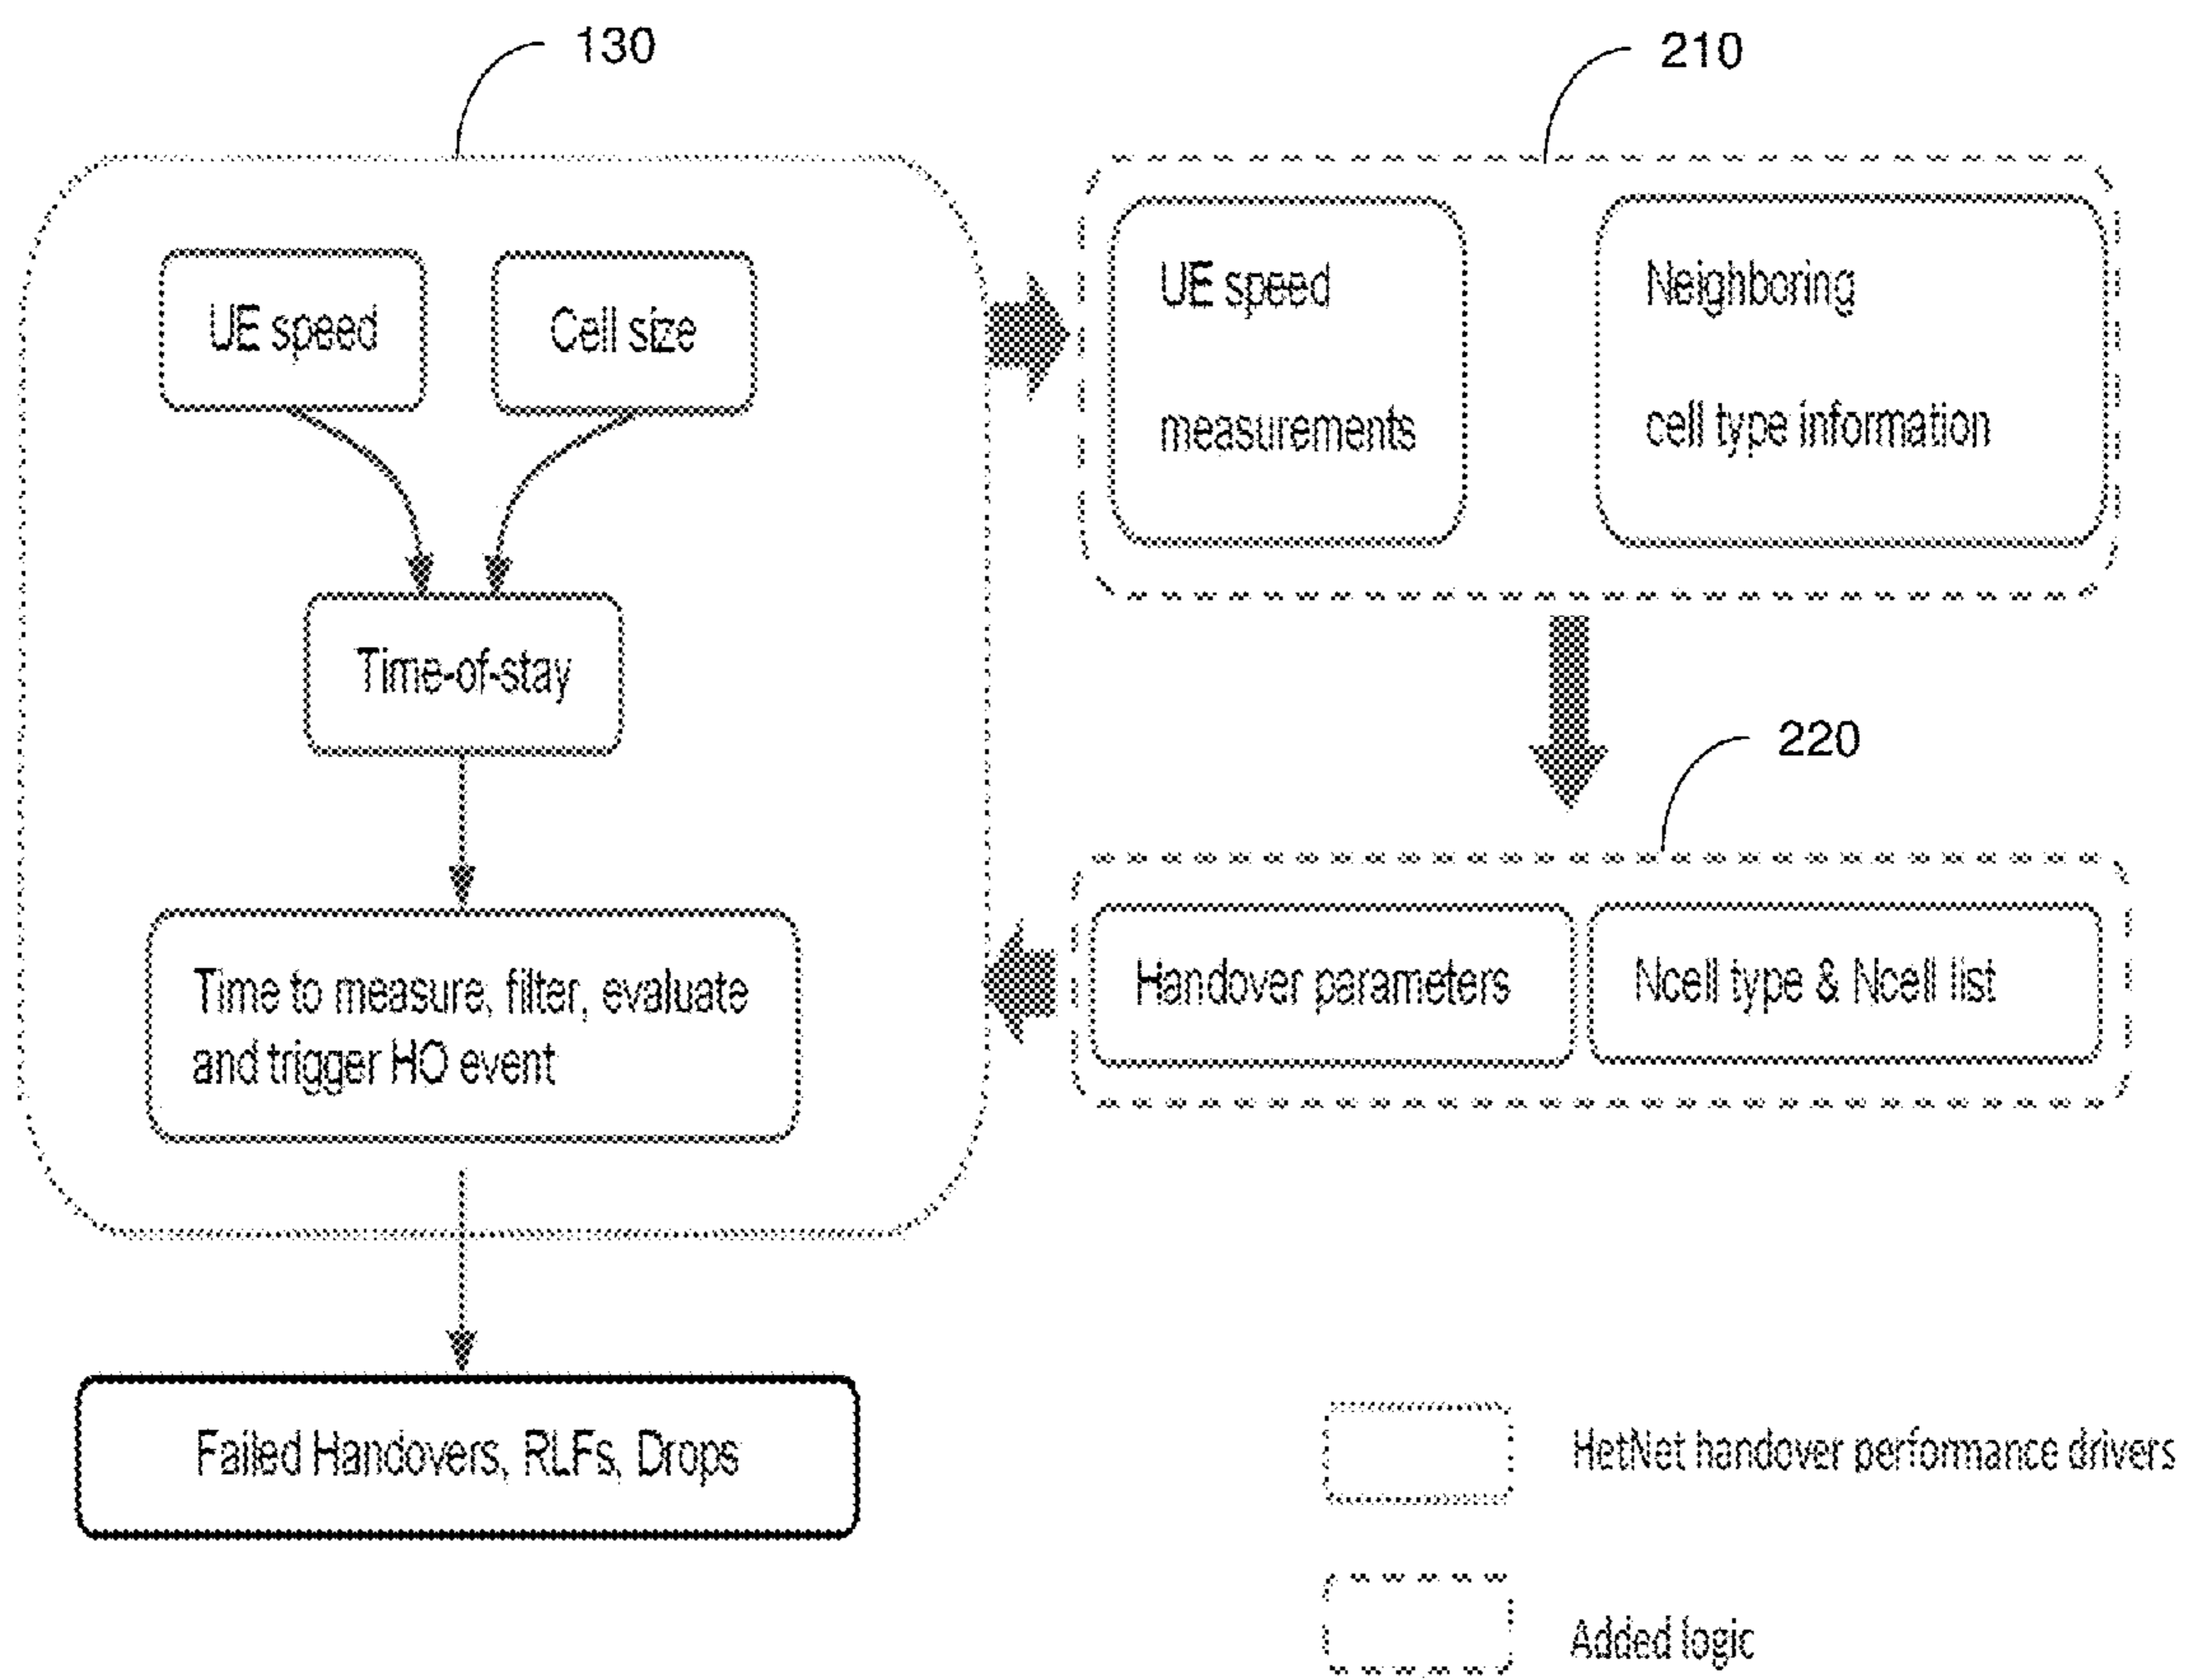 130
210
UE speed
Cell size
UE speed
measurements
Neighboring
cell type information
Time-of-stay
220
Time to measure, filter, evaluate
and trigger HO event
Handover parameters
Ncell type & Ncell list
Failed Handovers, RLFs, Drops
HetNet handover performance drivers
Added logic